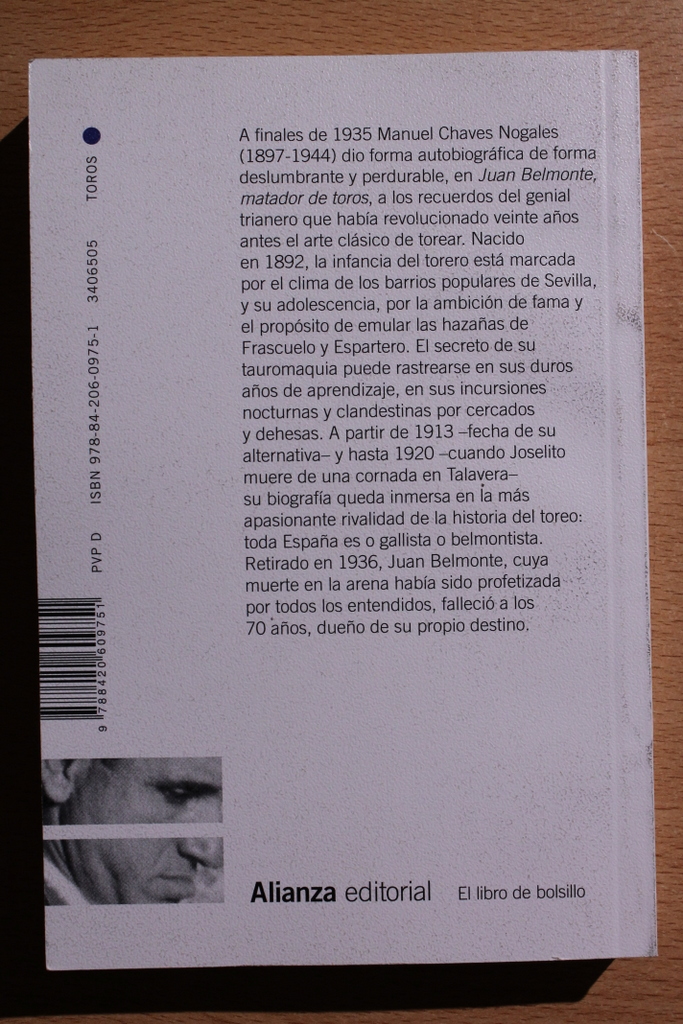 A finales de 1935 Manuel Chaves Nogales
(1897-1944) dio forma autobiográfica de forma
deslumbrante y perdurable, en Juan Belmonte,
matador de toros, a los recuerdos del genial
trianero que había revolucionado veinte años
antes el arte clásico de torear. Nacido
en 1892, la infancia del torero está marcada
por el clima de los barrios populares de Sevilla,
y su adolescencia, por la ambición de fama y
el propósito de emular las hazañas de
Frascuelo y Espartero. El secreto de su
tauromaquia puede rastrearse en sus duros
años de aprendizaje, en sus incursiones
nocturnas y clandestinas por cercados
y dehesas. A partir de 1913 –fecha de su
alternativa– y hasta 1920 –cuando Joselito
muere de una cornada en Talavera–
su biografía queda inmersa en la más
apasionante rivalidad de la historia del toreo:
toda España es o gallista o belmontista.
Retirado en 1936, Juan Belmonte, cuya
muerte en la arena había sido profetizada
por todos los entendidos, falleció a los
70 años, dueño de su propio destino.
PVP D ISBN 978-84-206-0975-1 3406505 TOROS
9 788420 609751
Alianza editorial El libro de bolsillo